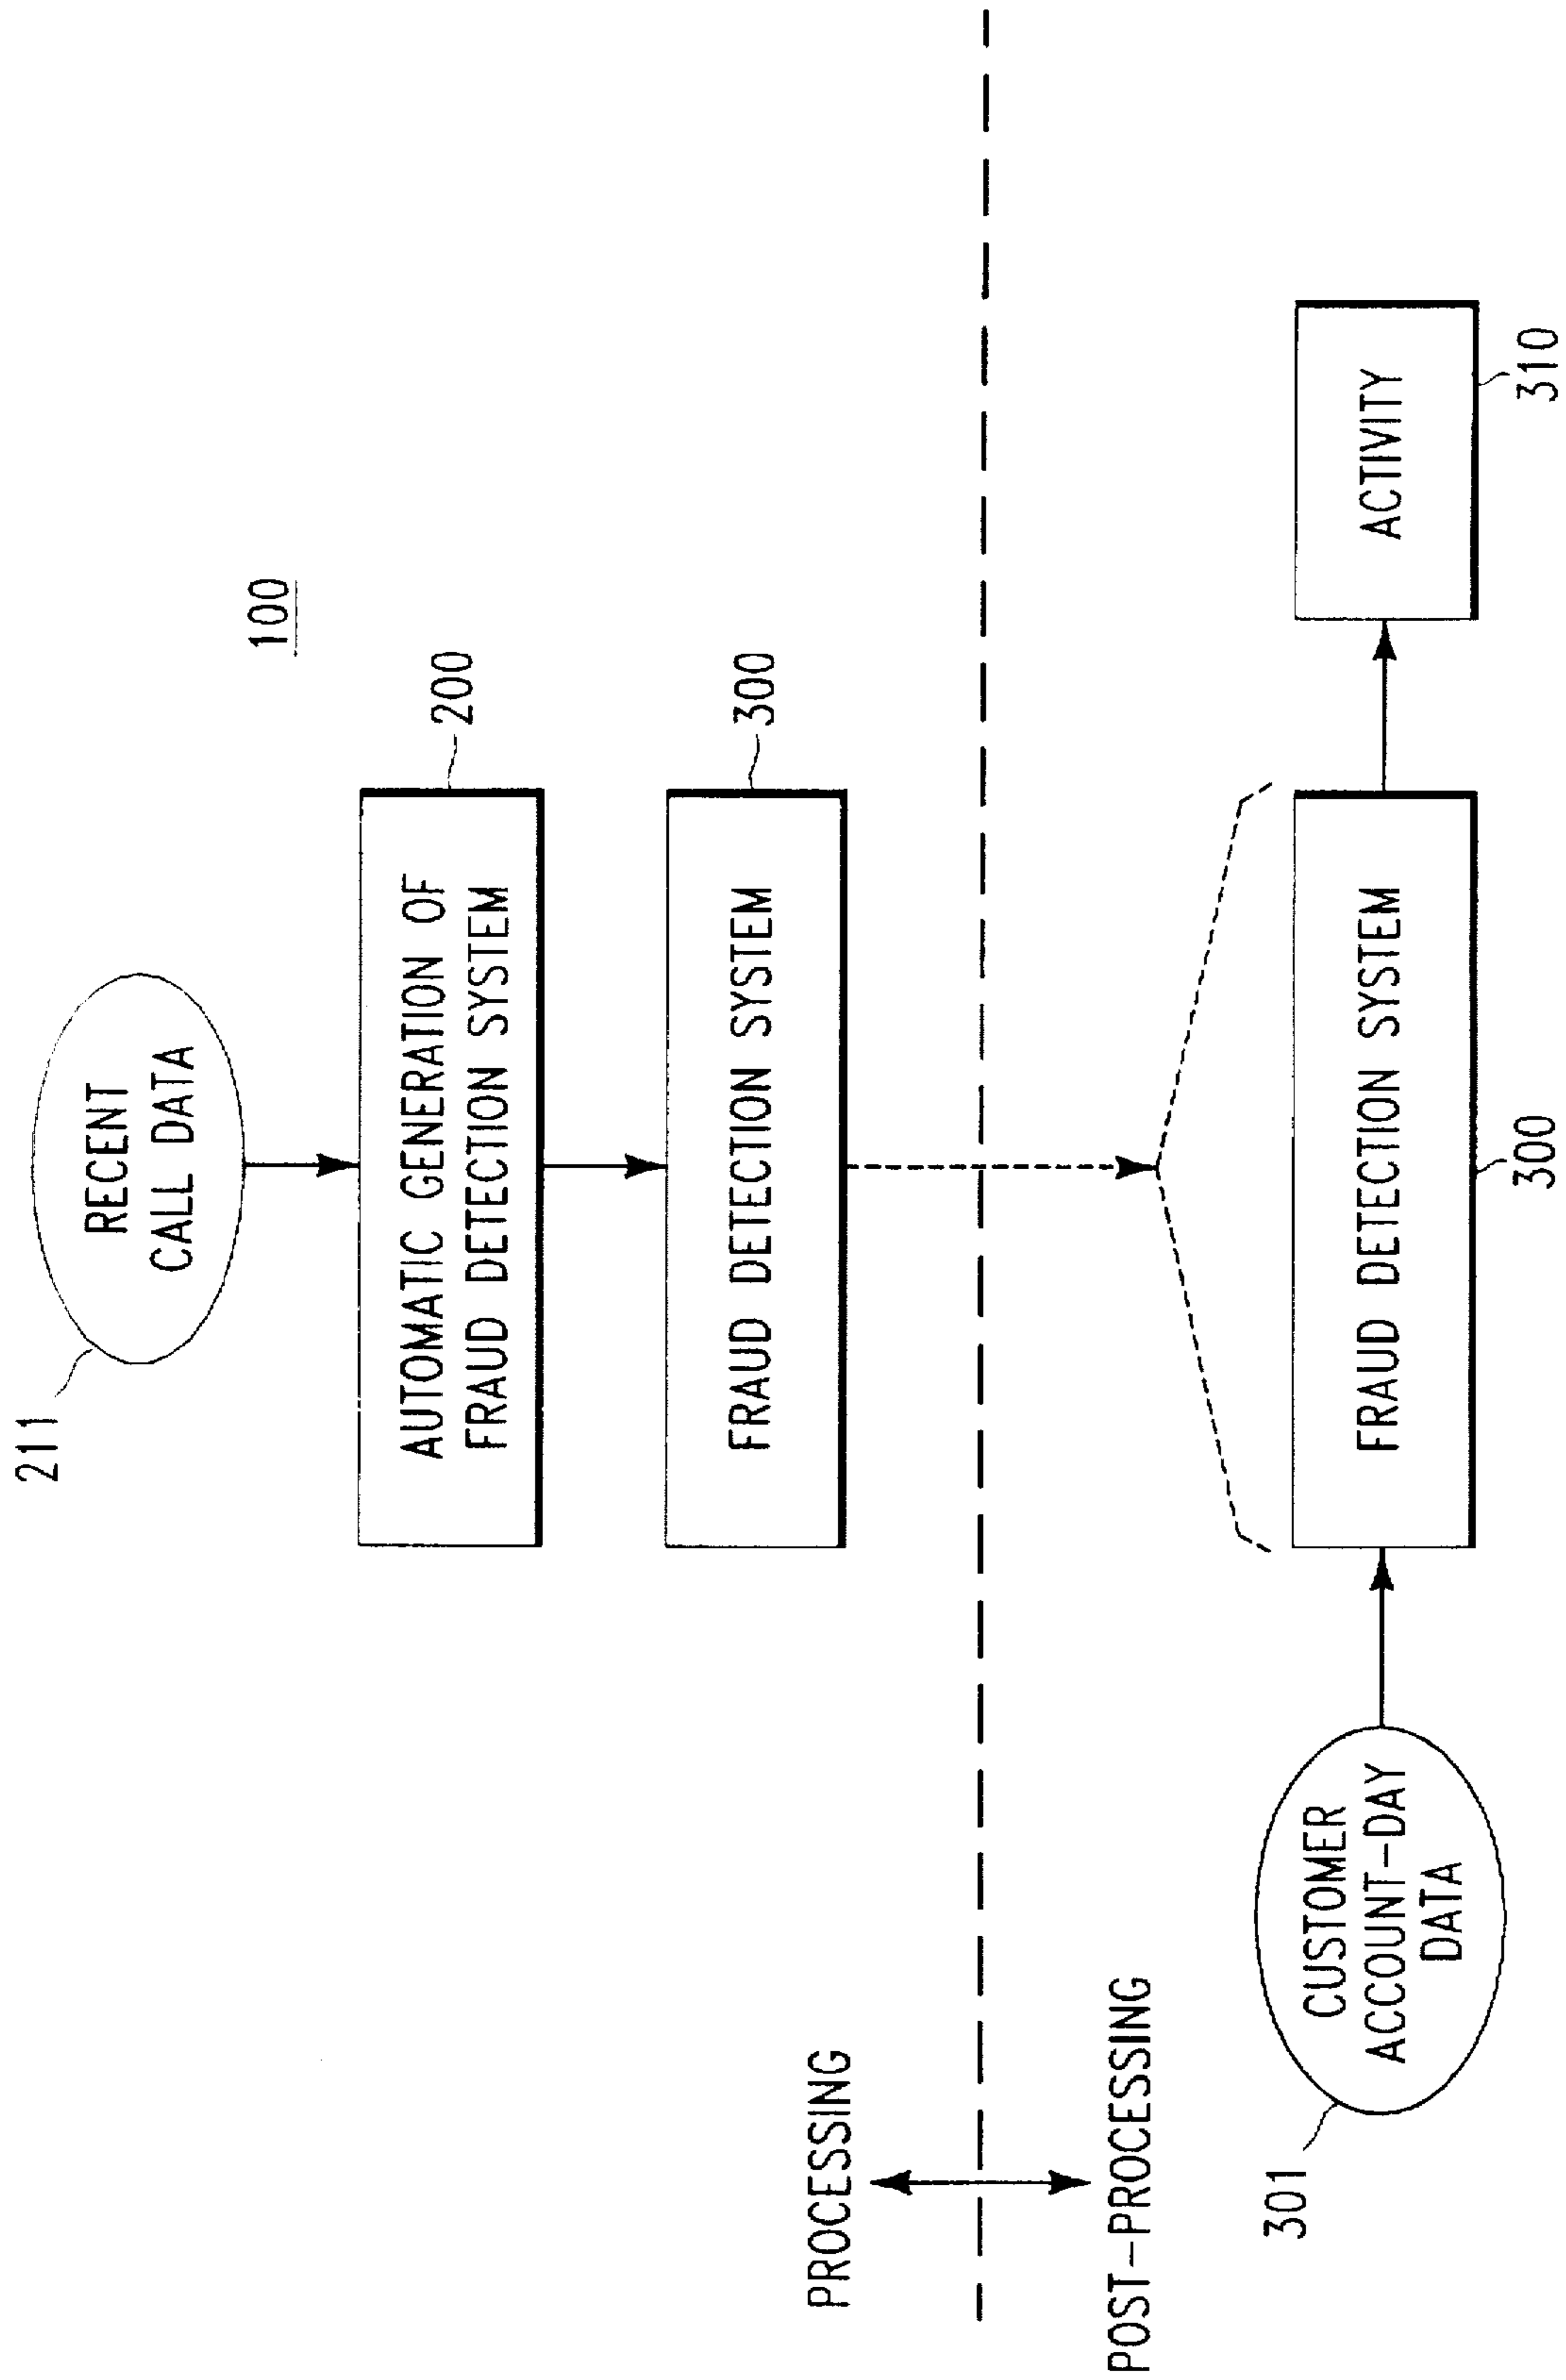 211
RECENT
CALL DATA
100
AUTOMATIC GENERATION OF
FRAUD DETECTION SYSTEM
200
FRAUD DETECTION SYSTEM
300
PROCESSING
POST-PROCESSING
301
CUSTOMER
ACCOUNT-DAY
DATA
FRAUD DETECTION SYSTEM
300
ACTIVITY
310